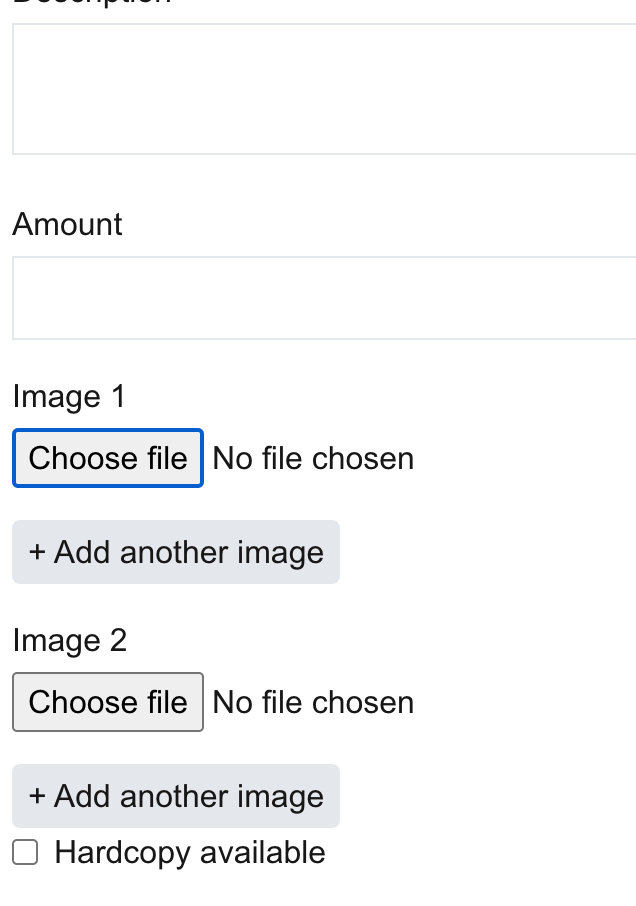 Description
Amount
Image 1
Choose file No file chosen
+ Add another image
Image 2
Choose file No file chosen
+ Add another image
Hardcopy available